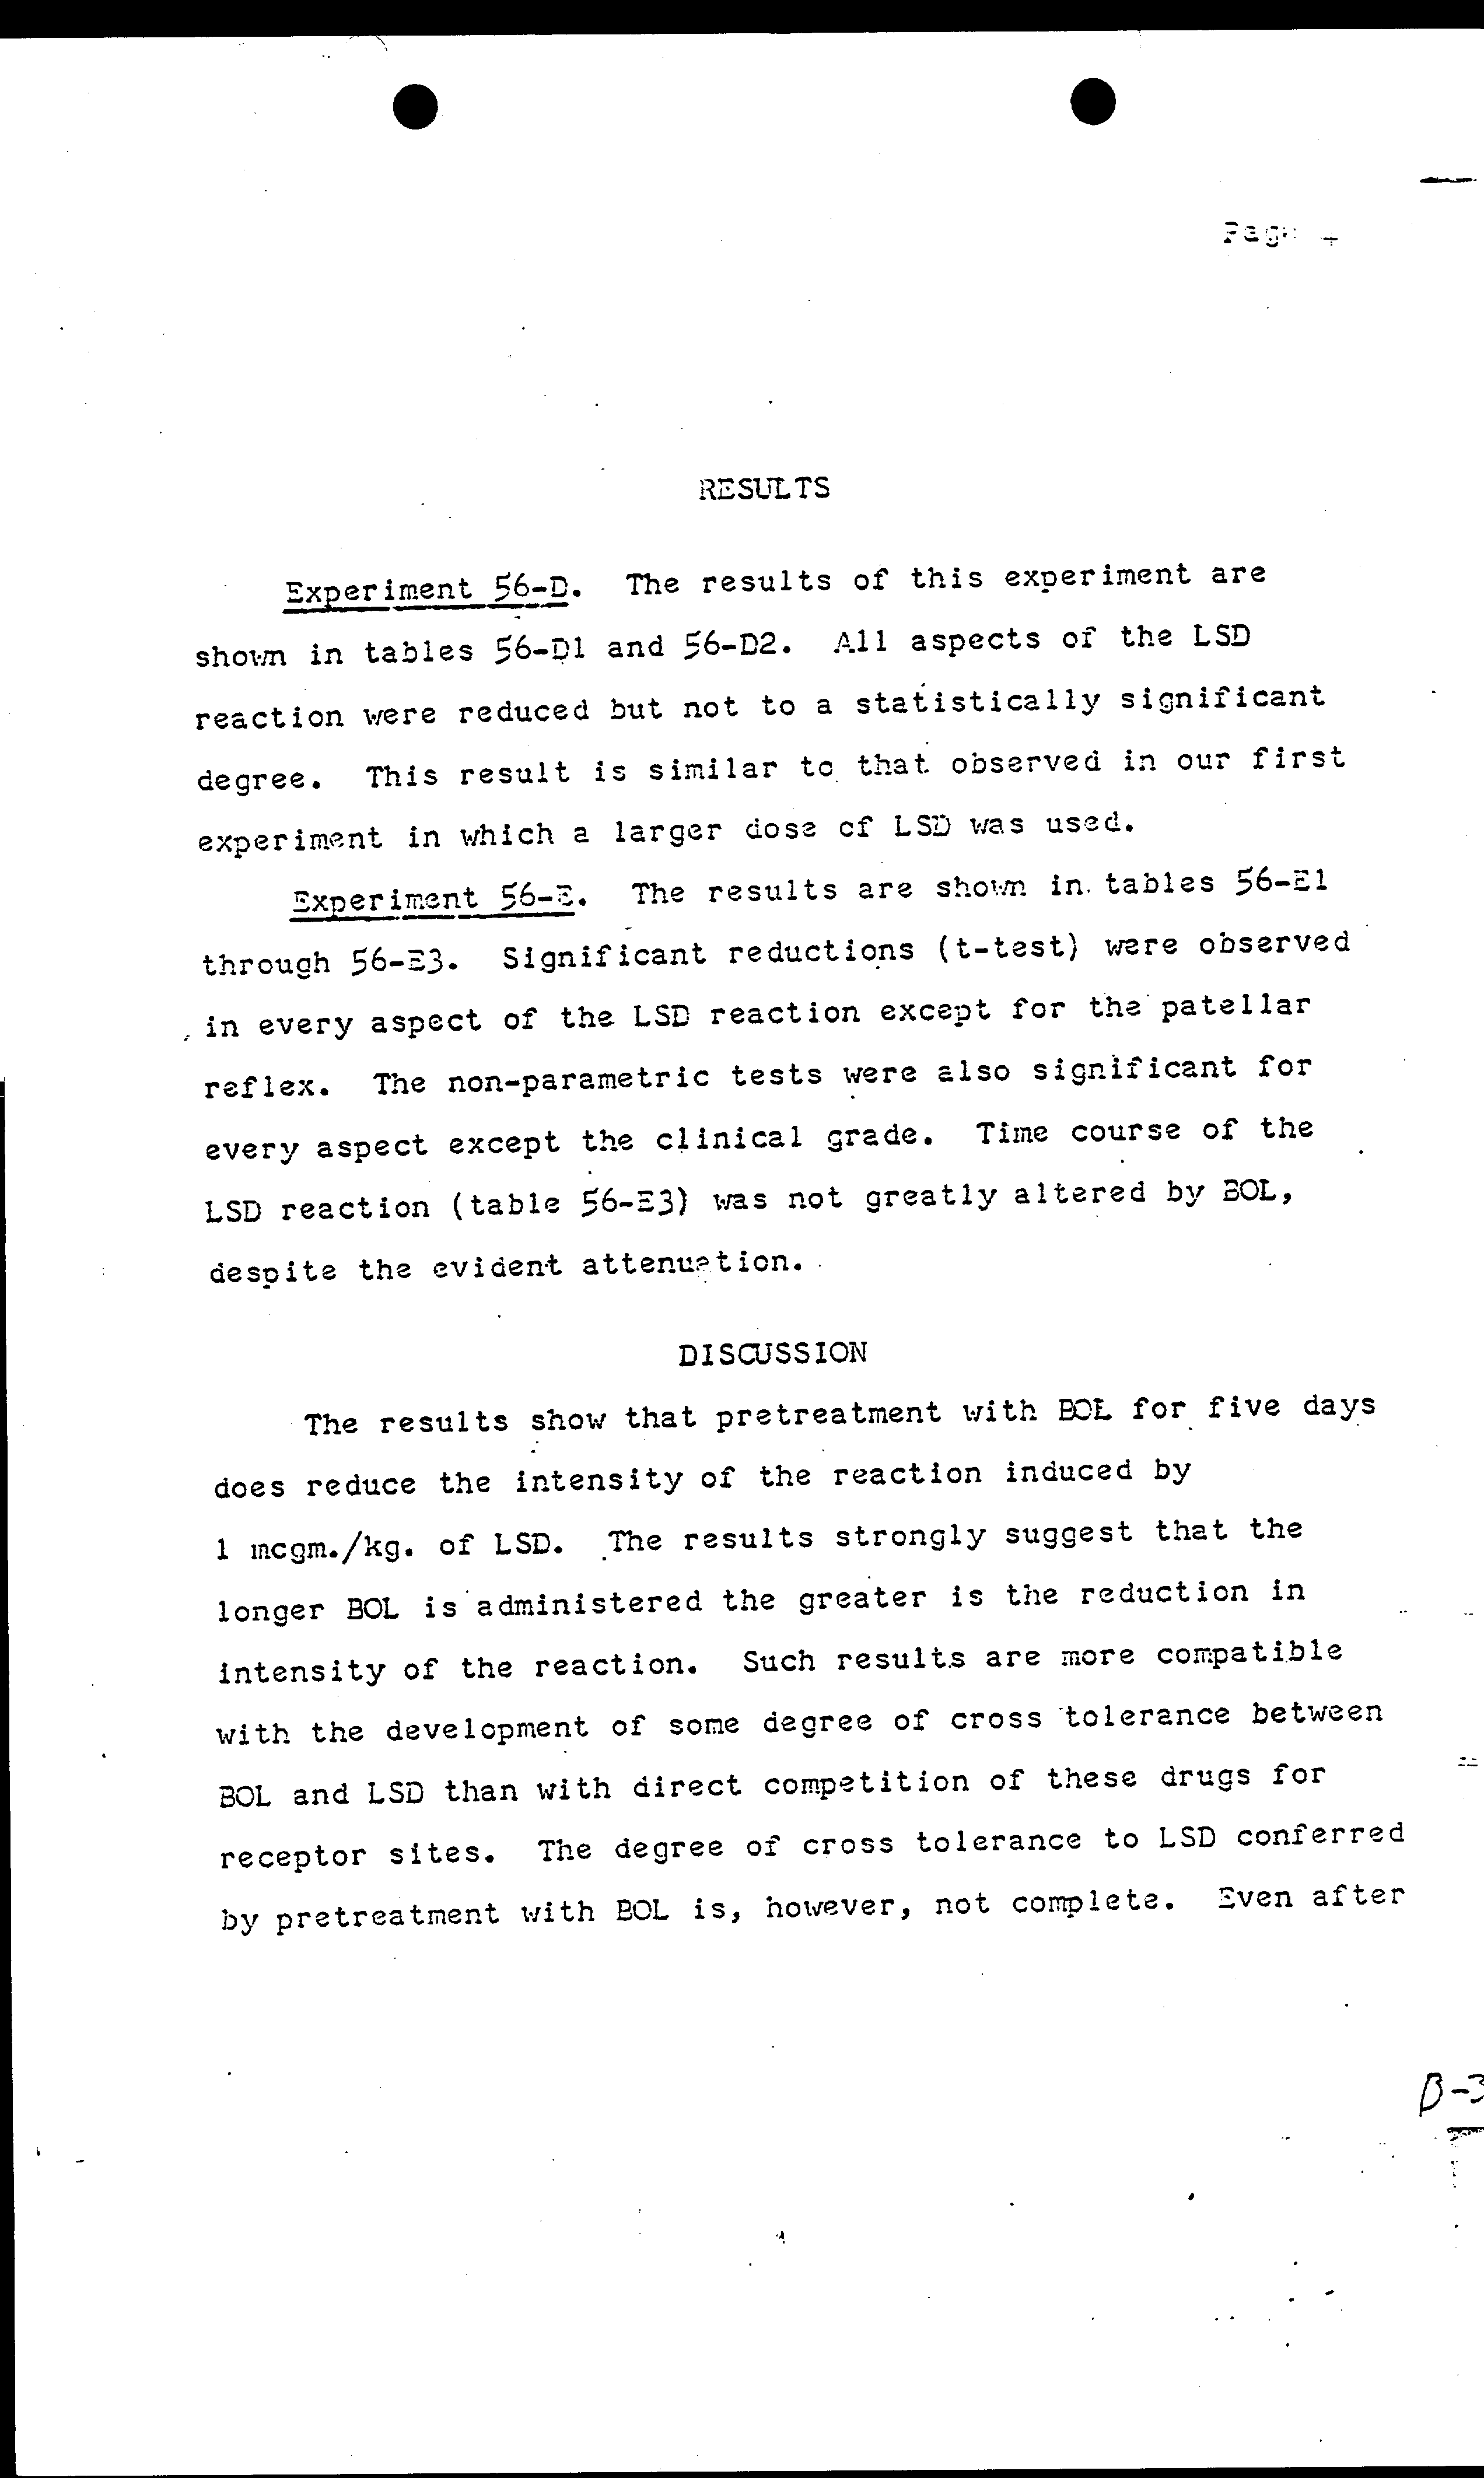 Page 4
RESULTS
Experiment 56-D. The results of this experiment are
shown in tables 56-D1 and 56-D2. All aspects of the LSD
reaction were reduced but not to a statistically significant
degree. This result is similar to that observed in our first
experiment in which a larger dose of LSD was used.
Experiment 56-E. The results are shown in tables 56-E1
through 56-E3. Significant reductions (t-test) were observed
in every aspect of the LSD reaction except for the patellar
reflex. The non-parametric tests were also significant for
every aspect except the clinical grade. Time course of the
LSD reaction (table 56-E3) was not greatly altered by BOL,
despite the evident attenuation.
DISCUSSION
The results show that pretreatment with BOL for five days
does reduce the intensity of the reaction induced by
1 mcgm./kg. of LSD. The results strongly suggest that the
longer BOL is administered the greater is the reduction in
intensity of the reaction. Such results are more compatible
with the development of some degree of cross tolerance between
BOL and LSD than with direct competition of these drugs for
receptor sites. The degree of cross tolerance to LSD conferred
by pretreatment with BOL is, however, not complete. Even after
B-3